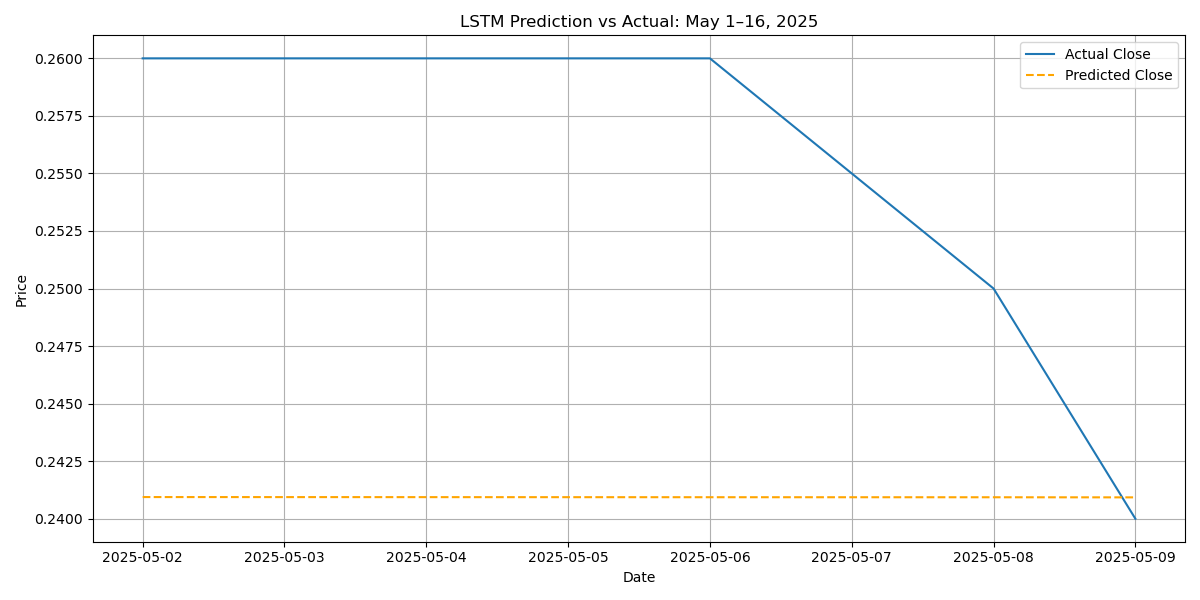 LSTM Prediction vs Actual: May 1–16, 2025
Actual Close
Predicted Close
0.2600
0.2575
0.2550
0.2525
0.2500
0.2475
0.2450
0.2425
0.2400
Price
2025-05-02 2025-05-03 2025-05-04 2025-05-05 2025-05-06 2025-05-07 2025-05-08 2025-05-09
Date